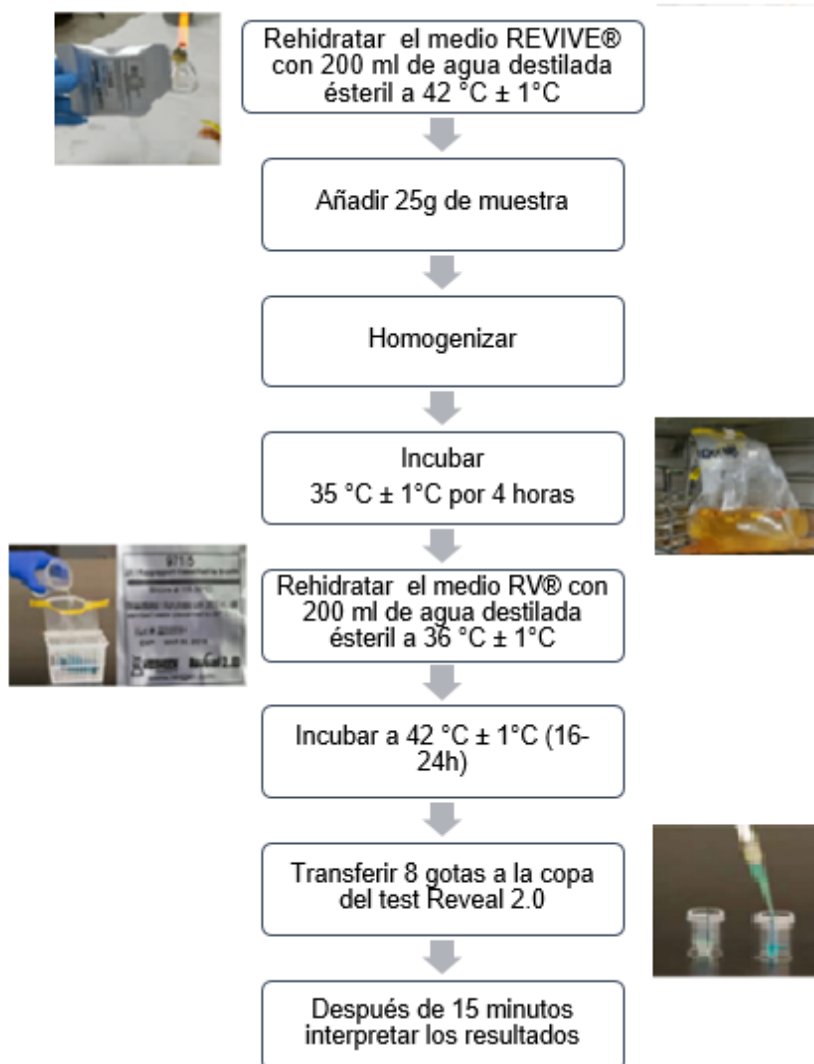 Rehidratar el medio REVIVE®
con 200 ml de agua destilada
ésteril a 42 °C ± 1°C
Añadir 25g de muestra
Homogenizar
Incubar
35 °C ± 1°C por 4 horas
Rehidratar el medio RV® con
200 ml de agua destilada
ésteril a 36 °C ± 1°C
9715
Incubar a 42 °C ± 1°C (16-
24h)
Transferir 8 gotas a la copa
del test Reveal 2.0
Después de 15 minutos
interpretar los resultados